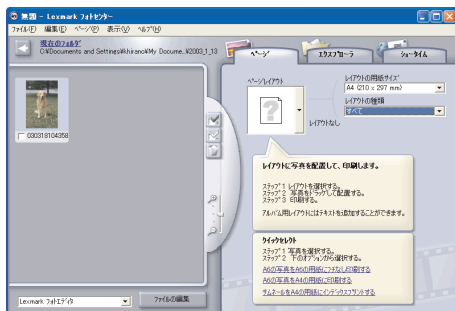 無題 - Lexmark フォトセンター
ファイル(F) 編集(E) ページ(P) 表示(V) ヘルプ(H)
現在のフォルダ
C:¥Documents and Settings¥khirano¥My Docume..¥2003_1_13
ページ エクスプローラ ショータイム
ページレイアウト
レイアウトなし
レイアウトの用紙サイズ
A4 (210 x 297 mm)
レイアウトの種類
すべて
030318104358
レイアウトに写真を配置して、印刷します。
ステップ1 レイアウトを選択する。
ステップ2 写真をドラッグして配置する。
ステップ3 印刷する。
アルバム用レイアウトにはテキストを追加することができます。
クイックセレクト
ステップ1 写真を選択する。
ステップ2 下のオプションから選択する。
A6の写真をA6の用紙にフチなし印刷する
A6の写真をA4の用紙に印刷する
サムネールをA4の用紙にインデックスプリントする
Lexmark フォトエディタ
ファイルの編集